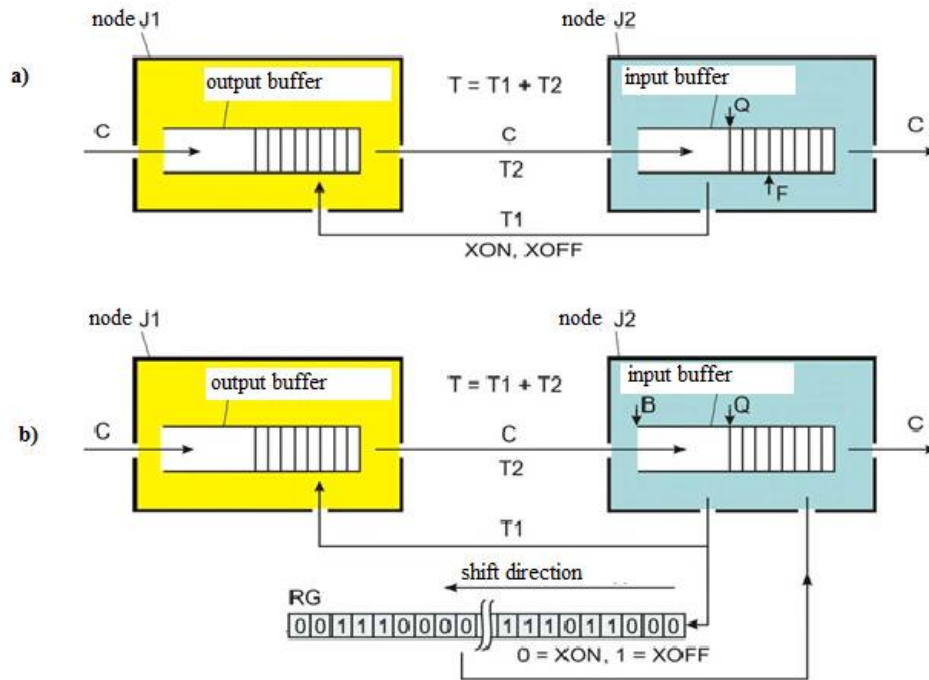 node J1
node J2
a)
output buffer
T = T1 + T2
input buffer
Q
C
C
C
T2
F
T1
XON, XOFF
node J1
node J2
output buffer
T = T1 + T2
input buffer
b)
B
Q
C
C
C
T2
T1
shift direction
RG
0 0 1 1 1 0 0 0 0 1 1 1 0 1 1 0 0 0
0 = XON, 1 = XOFF